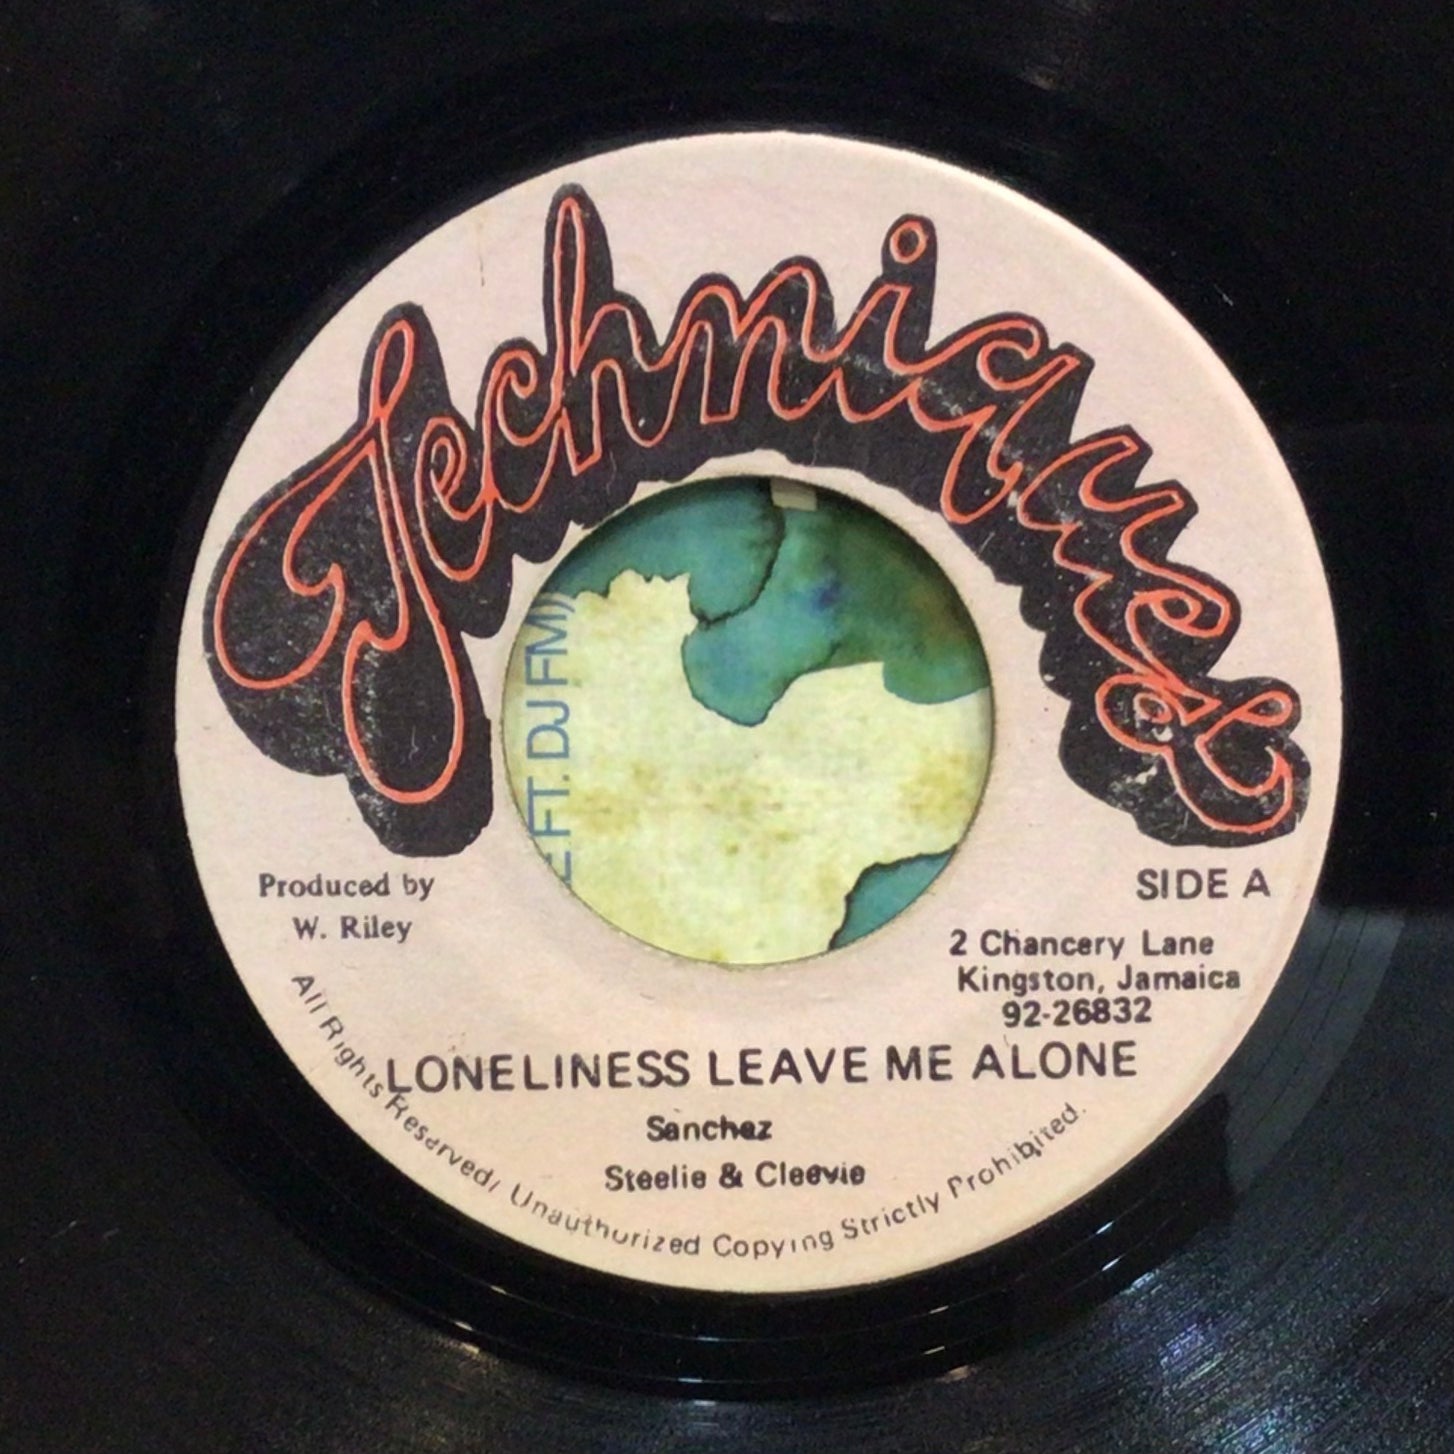 Techniques
E FT. DJ FM)
Produced by
W. Riley
SIDE A
2 Chancery Lane
Kingston, Jamaica
92-26832
LONELINESS LEAVE ME ALONE
Sanchez
Steelie & Cleevie
All Rights Reserved, Unauthorized Copying Strictly Prohibited.